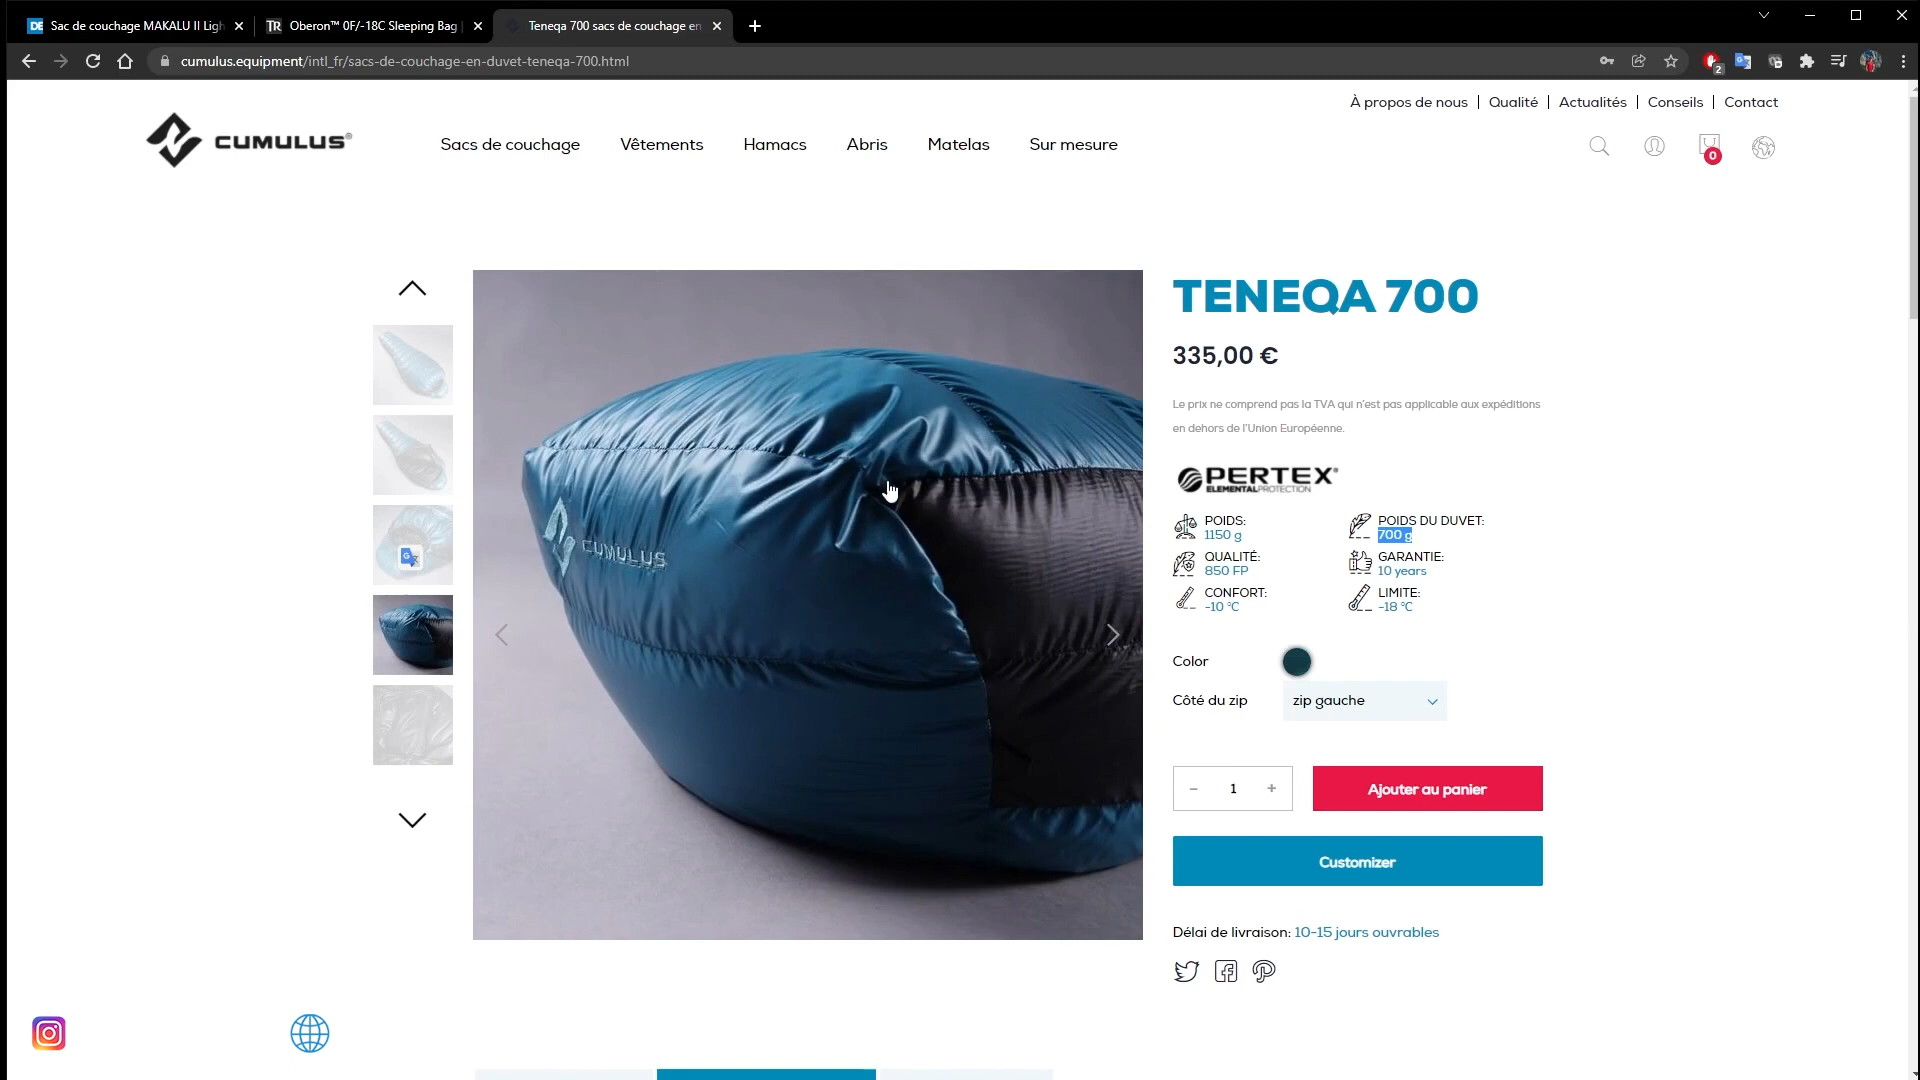 DE Sac de couchage MAKALU II Ligh
TR Oberon™ 0F/-18C Sleeping Bag |
Teneqa 700 sacs de couchage en
cumulus.equipment/intl_fr/sacs-de-couchage-en-duvet-teneqa-700.html
2
À propos de nous | Qualité | Actualités | Conseils | Contact
CUMULUS®
Sacs de couchage Vêtements Hamacs Abris Matelas Sur mesure
0
TENEQA 700
335,00 €
Le prix ne comprend pas la TVA qui n'est pas applicable aux expéditions
en dehors de l'Union Européenne.
PERTEX®
ELEMENTALPROTECTION
POIDS:
1150 g
POIDS DU DUVET:
700 g
QUALITÉ:
850 FP
GARANTIE:
10 years
CONFORT:
-10 °C
LIMITE:
-18 °C
CUMULUS
Color
Côté du zip zip gauche
- 1 +
Ajouter au panier
Customizer
Délai de livraison: 10-15 jours ouvrables